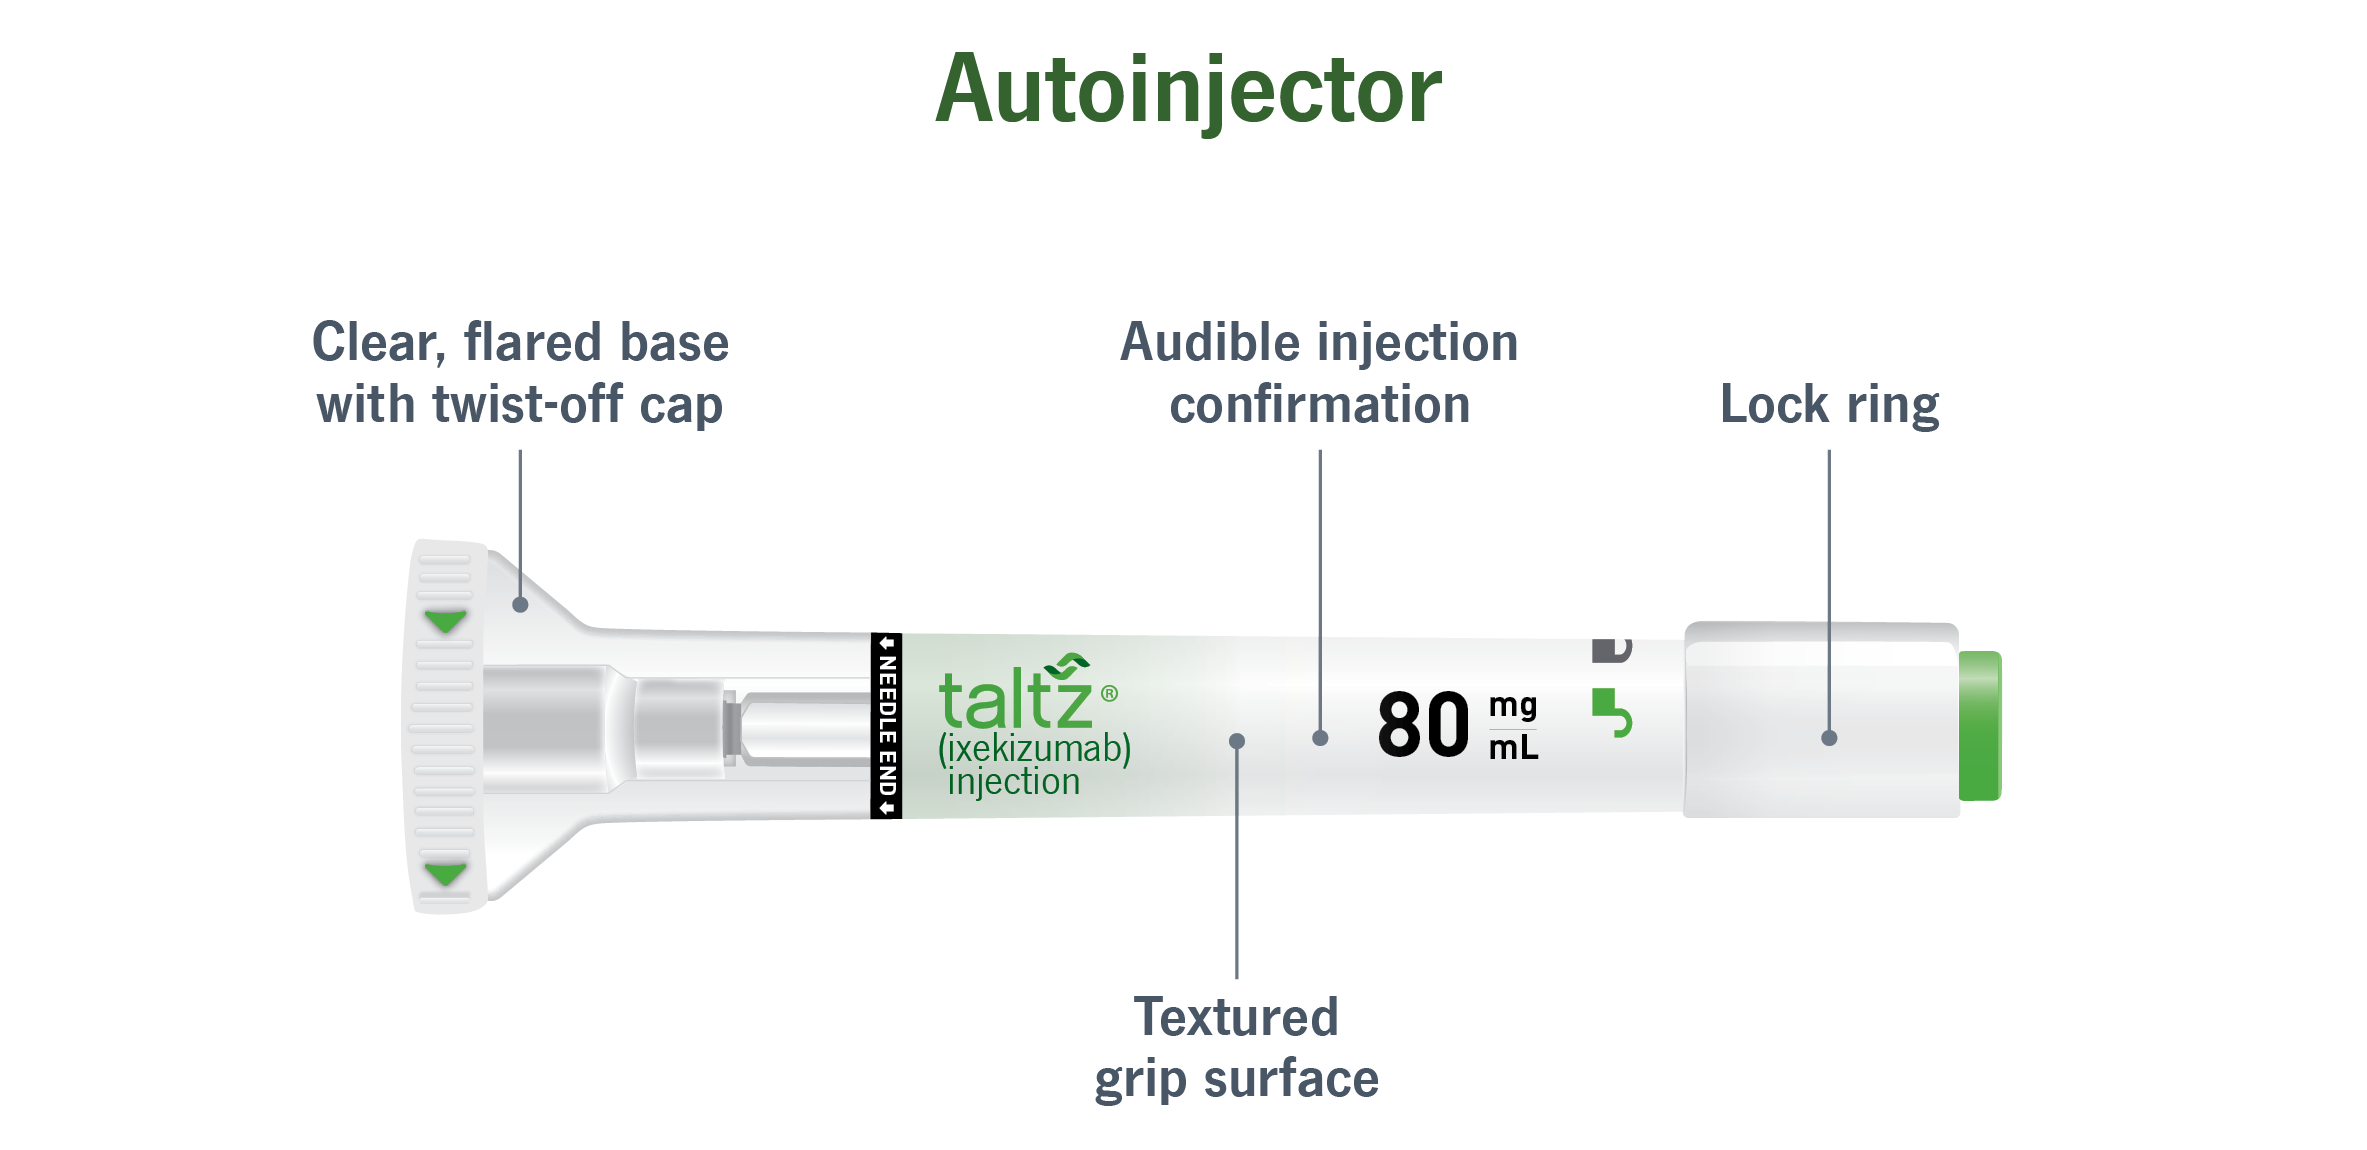 Autoinjector
Clear, flared base
with twist-off cap
Audible injection
confirmation
Lock ring
NEEDLE END
taltz®
(ixekizumab)
injection
80 mg
mL
Textured
grip surface